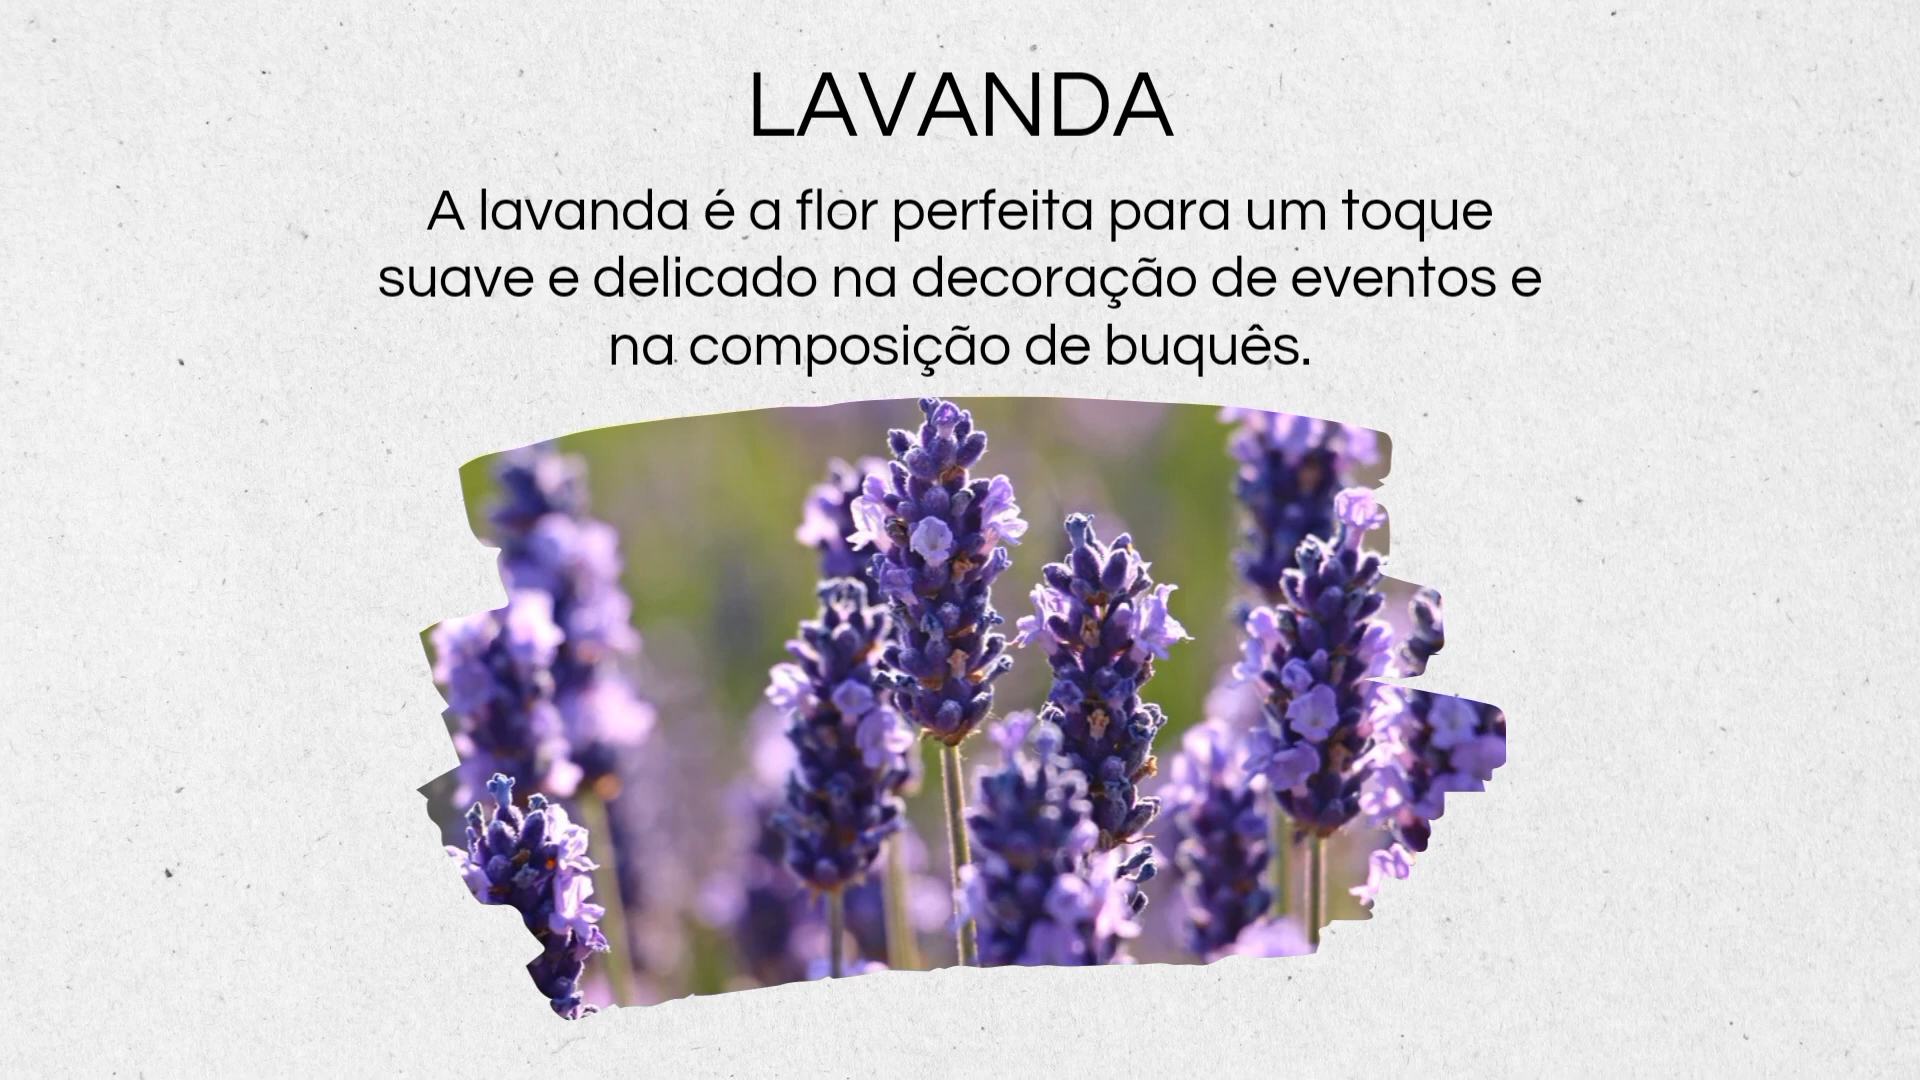 LAVANDA
A lavanda é a flor perfeita para um toque
suave e delicado na decoração de eventos e
na composição de buquês.